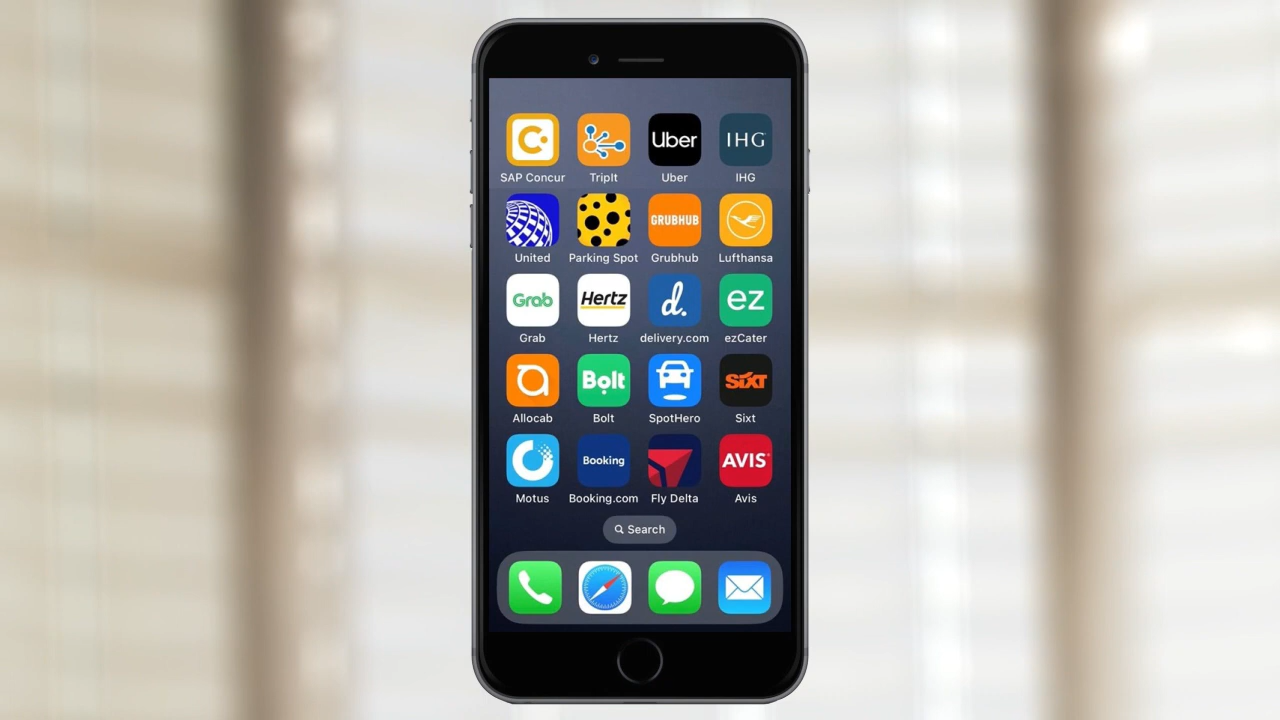 Uber IHG
SAP Concur TripIt Uber IHG
GRUBHUB
United Parking Spot Grubhub Lufthansa
Grab Hertz d. ez
Grab Hertz delivery.com ezCater
Bolt SIXT
Allocab Bolt SpotHero Sixt
Booking AVIS
Motus Booking.com Fly Delta Avis
Search